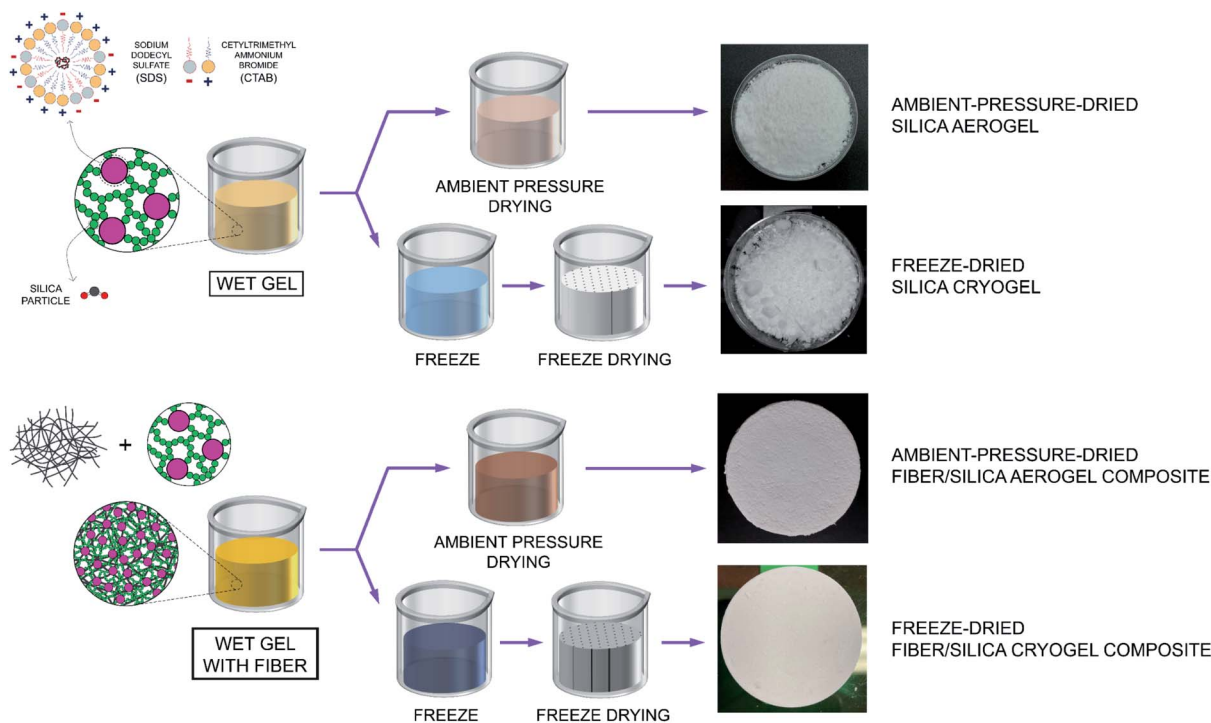 SODIUM
DODECYL
SULFATE
(SDS)
CETYLTRIMETHYL
AMMONIUM
BROMIDE
(CTAB)
SILICA
PARTICLE
WET GEL
AMBIENT PRESSURE
DRYING
FREEZE
FREEZE DRYING
AMBIENT-PRESSURE-DRIED
SILICA AEROGEL
FREEZE-DRIED
SILICA CRYOGEL
+
WET GEL
WITH FIBER
AMBIENT PRESSURE
DRYING
FREEZE
FREEZE DRYING
AMBIENT-PRESSURE-DRIED
FIBER/SILICA AEROGEL COMPOSITE
FREEZE-DRIED
FIBER/SILICA CRYOGEL COMPOSITE